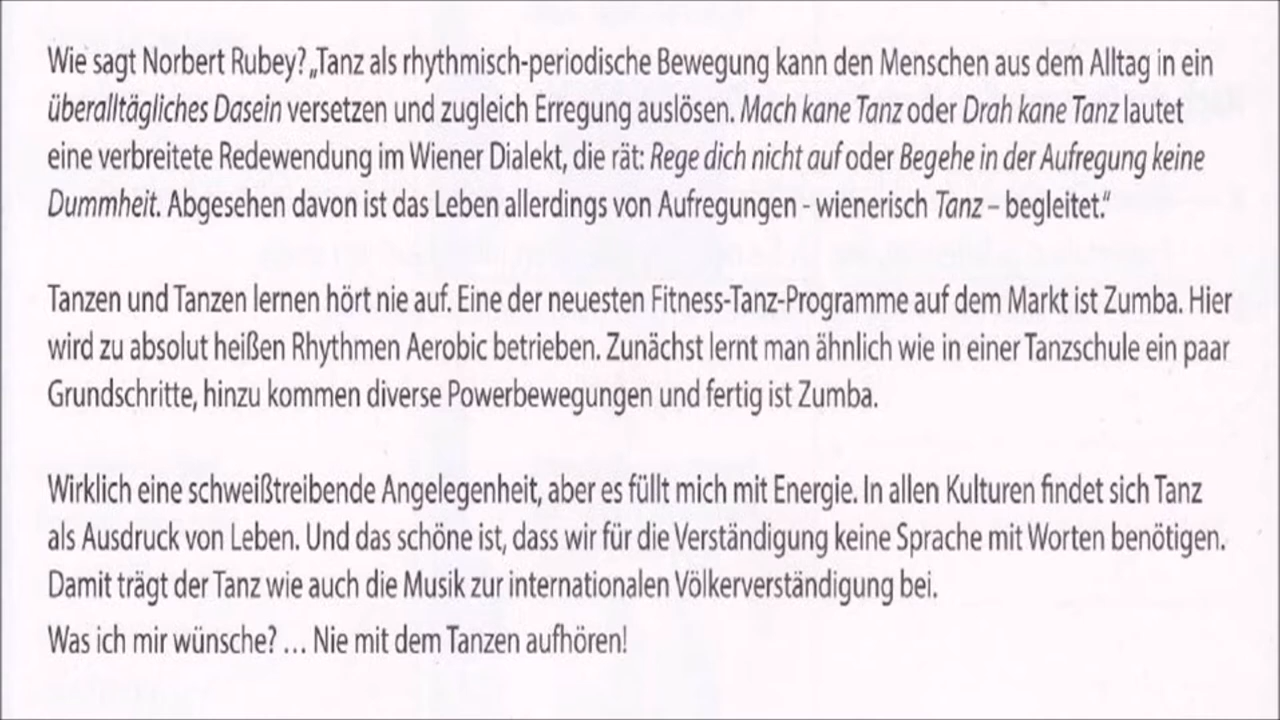 Wie sagt Norbert Rubey? „Tanz als rhythmisch-periodische Bewegung kann den Menschen aus dem Alltag in ein
überalltägliches Dasein versetzen und zugleich Erregung auslösen. Mach kane Tanz oder Drah kane Tanz lautet
eine verbreitete Redewendung im Wiener Dialekt, die rät: Rege dich nicht auf oder Begehe in der Aufregung keine
Dummheit. Abgesehen davon ist das Leben allerdings von Aufregungen - wienerisch Tanz – begleitet.“
Tanzen und Tanzen lernen hört nie auf. Eine der neuesten Fitness-Tanz-Programme auf dem Markt ist Zumba. Hier
wird zu absolut heißen Rhythmen Aerobic betrieben. Zunächst lernt man ähnlich wie in einer Tanzschule ein paar
Grundschritte, hinzu kommen diverse Powerbewegungen und fertig ist Zumba.
Wirklich eine schweißtreibende Angelegenheit, aber es füllt mich mit Energie. In allen Kulturen findet sich Tanz
als Ausdruck von Leben. Und das schöne ist, dass wir für die Verständigung keine Sprache mit Worten benötigen.
Damit trägt der Tanz wie auch die Musik zur internationalen Völkerverständigung bei.
Was ich mir wünsche? … Nie mit dem Tanzen aufhören!